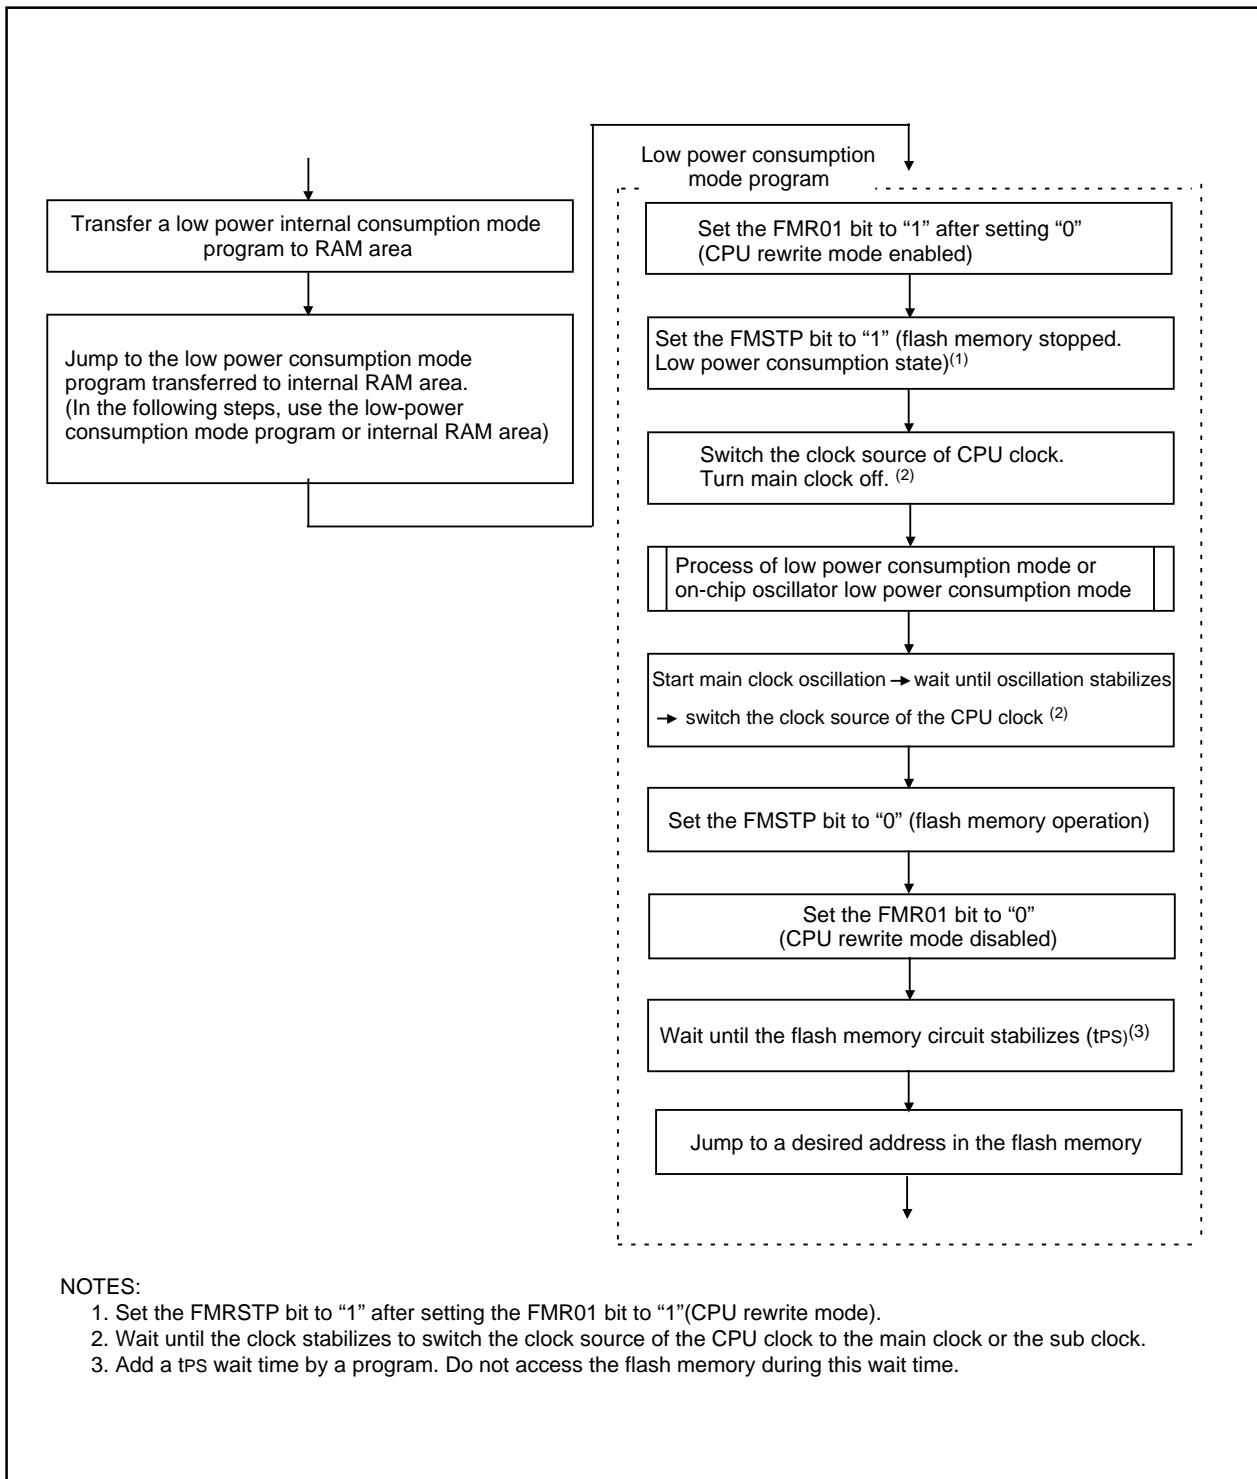 Transfer a low power internal consumption mode
program to RAM area
Jump to the low power consumption mode
program transferred to internal RAM area.
(In the following steps, use the low-power
consumption mode program or internal RAM area)
Low power consumption
mode program
Set the FMR01 bit to “1” after setting “0”
(CPU rewrite mode enabled)
Set the FMSTP bit to “1” (flash memory stopped.
Low power consumption state)(1)
Switch the clock source of CPU clock.
Turn main clock off. (2)
Process of low power consumption mode or
on-chip oscillator low power consumption mode
Start main clock oscillation → wait until oscillation stabilizes
→ switch the clock source of the CPU clock (2)
Set the FMSTP bit to “0” (flash memory operation)
Set the FMR01 bit to “0”
(CPU rewrite mode disabled)
Wait until the flash memory circuit stabilizes (tPS)(3)
Jump to a desired address in the flash memory
NOTES:
1. Set the FMRSTP bit to “1” after setting the FMR01 bit to “1”(CPU rewrite mode).
2. Wait until the clock stabilizes to switch the clock source of the CPU clock to the main clock or the sub clock.
3. Add a tPS wait time by a program. Do not access the flash memory during this wait time.